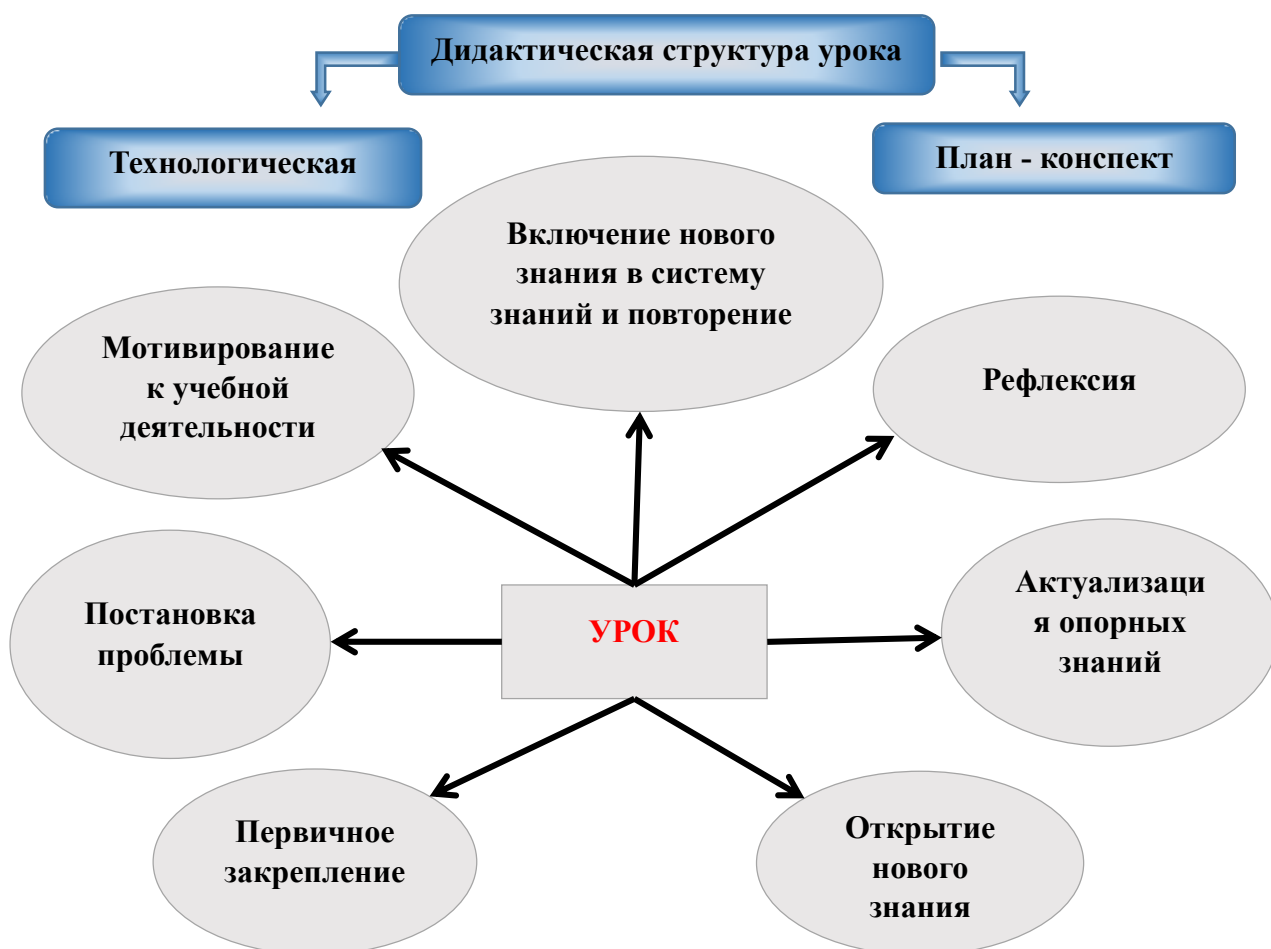 Дидактическая структура урока
Технологическая
План - конспект
Включение нового
знания в систему
знаний и повторение
Мотивирование
к учебной
деятельности
Рефлексия
Постановка
проблемы
УРОК
Актуализаци
я опорных
знаний
Первичное
закрепление
Открытие
нового
знания